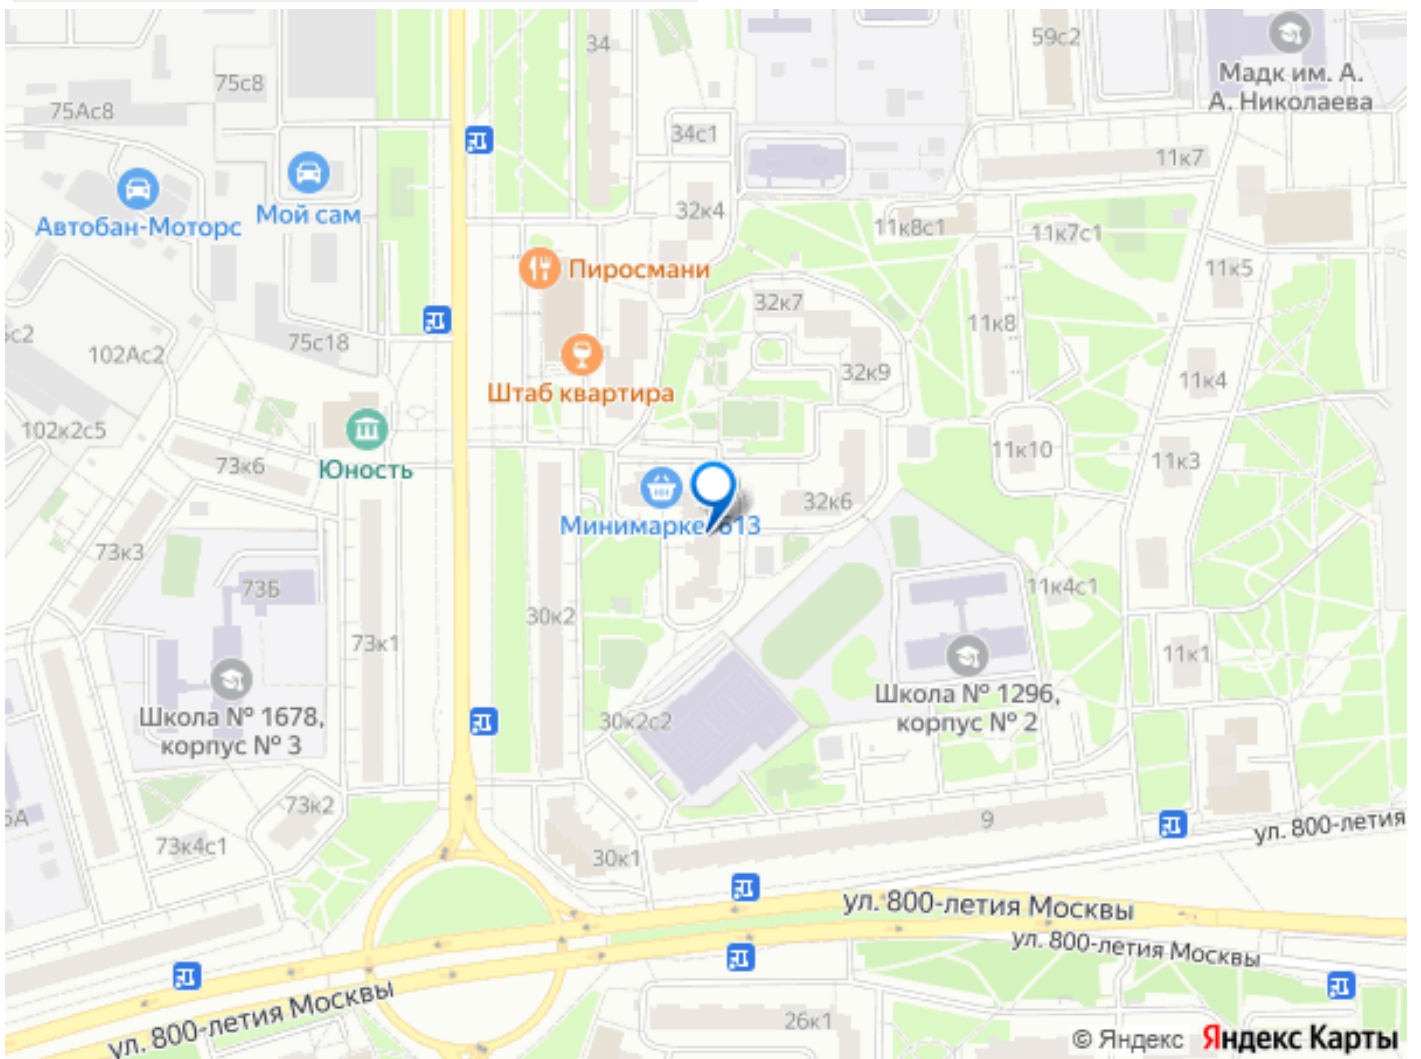 34
59с2
Мадк им. А.
А. Николаева
75с8
75Ас8
34с1
11к7
Автобан-Моторс
Мой сам
32к4
11к8с1
11к7с1
Пиросмани
11к5
32к7
11к8
102Ас2
75с18
Штаб квартира
32к9
11к4
102к2с5
73к6
Юность
11к10
11к3
32к6
Минимаркет 613
73к3
73Б
30к2
11к4с1
73к1
11к1
Школа № 1678,
корпус № 3
Школа № 1296,
корпус № 2
30к2с2
73к2
9
ул. 800-летия
73к4с1
30к1
ул. 800-летия Москвы
ул. 800-летия Москвы
ул. 800-летия Москвы
26к1
© Яндекс Яндекс Карты